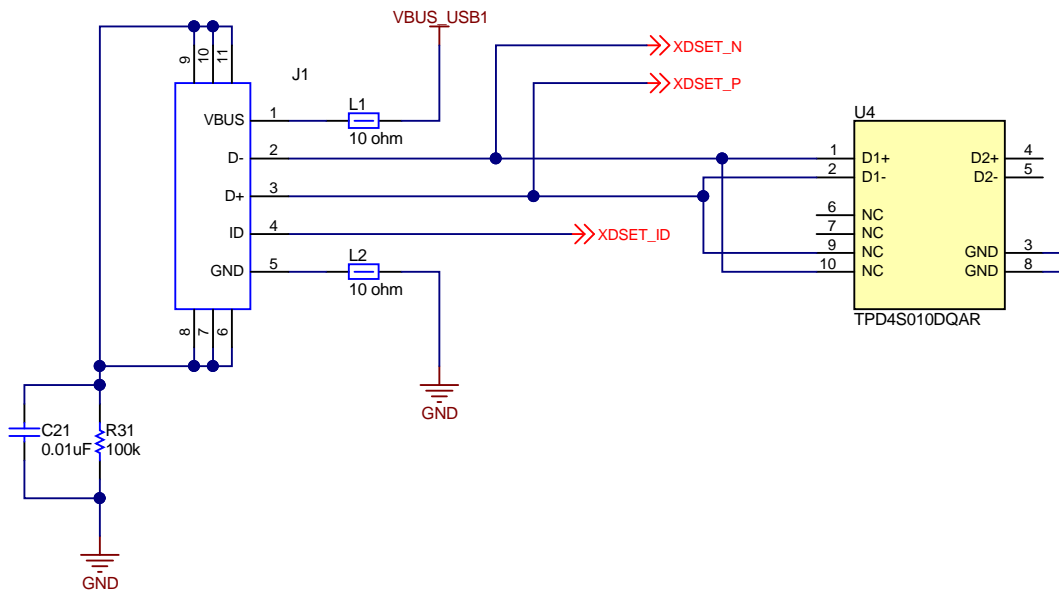 VBUS_USB1
XDSET_N
XDSET_P
9
10
11
J1
VBUS
1
L1
10 ohm
D-
2
D+
3
ID
4
XDSET_ID
GND
5
L2
10 ohm
8
7
6
GND
U4
1
D1+
D2+
4
2
D1-
D2-
5
6
NC
7
NC
9
NC
GND
3
10
NC
GND
8
TPD4S010DQAR
C21
0.01uF
R31
100k
GND